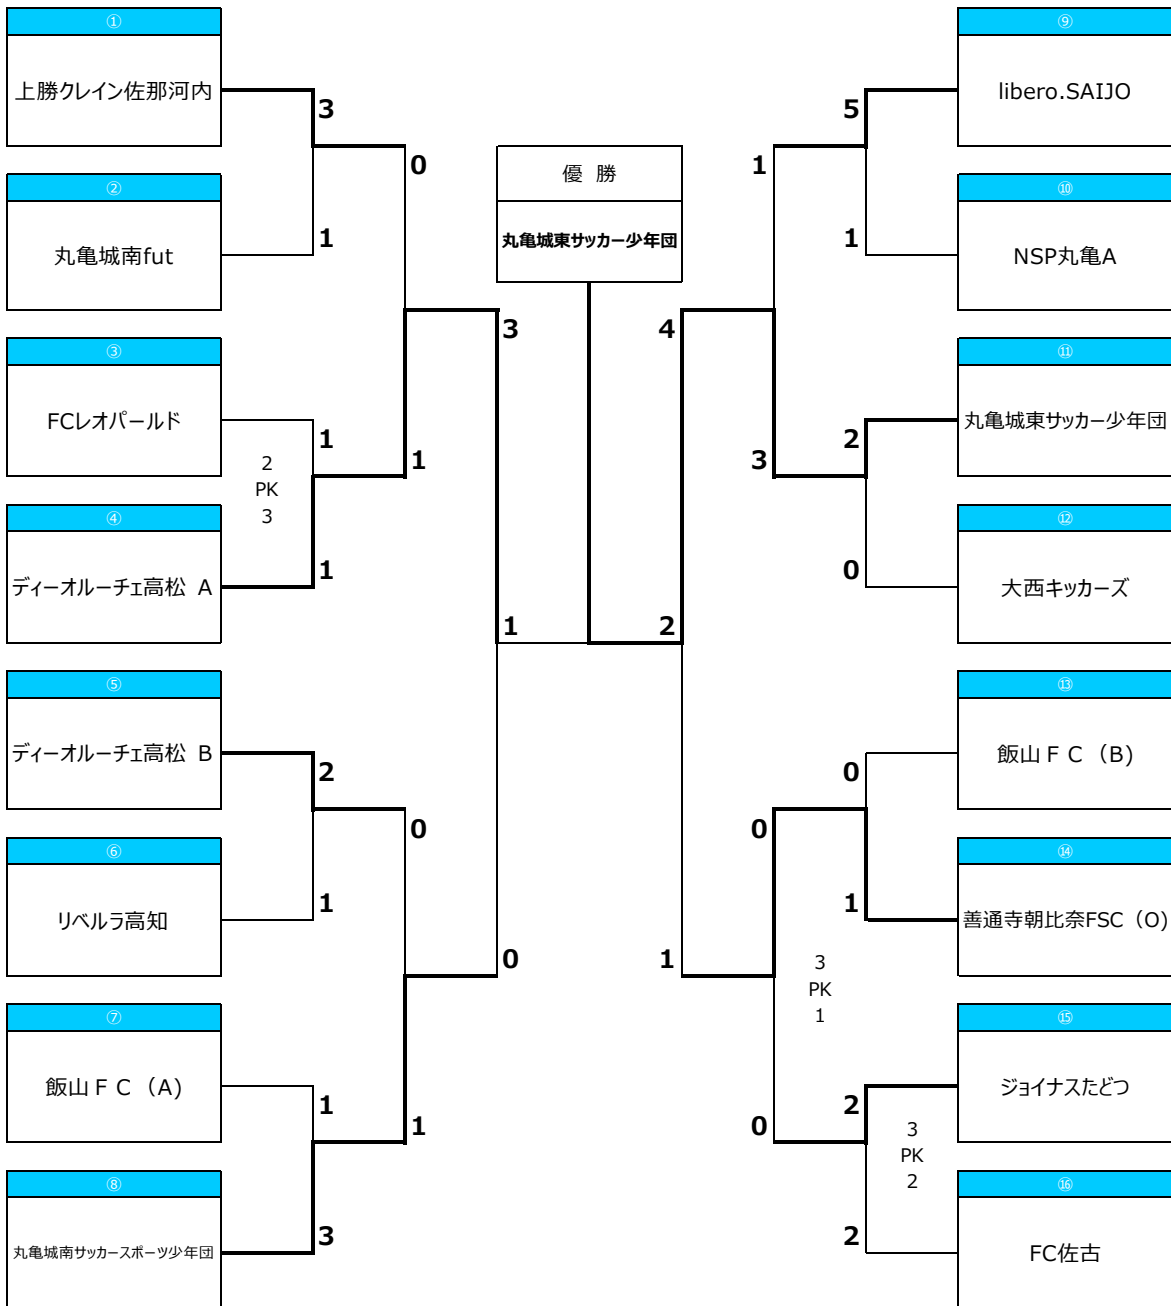 ①
上勝クレイン佐那河内
3
0
②
丸亀城南fut
1
③
FCレオパールド
1
2
PK
3
1
④
ディーオルーチェ高松 A
1
3
1
⑤
ディーオルーチェ高松 B
2
0
⑥
リベルラ高知
1
0
⑦
飯山ＦＣ（A)
1
1
⑧
丸亀城南サッカースポーツ少年団
3
優 勝
丸亀城東サッカー少年団
⑨
libero.SAIJO
5
1
⑩
NSP丸亀A
1
4
⑪
丸亀城東サッカー少年団
2
3
⑫
大西キッカーズ
0
2
⑬
飯山ＦＣ（B)
0
0
⑭
善通寺朝比奈FSC（O)
1
1
3
PK
1
⑮
ジョイナスたどつ
2
0
3
PK
2
⑯
FC佐古
2